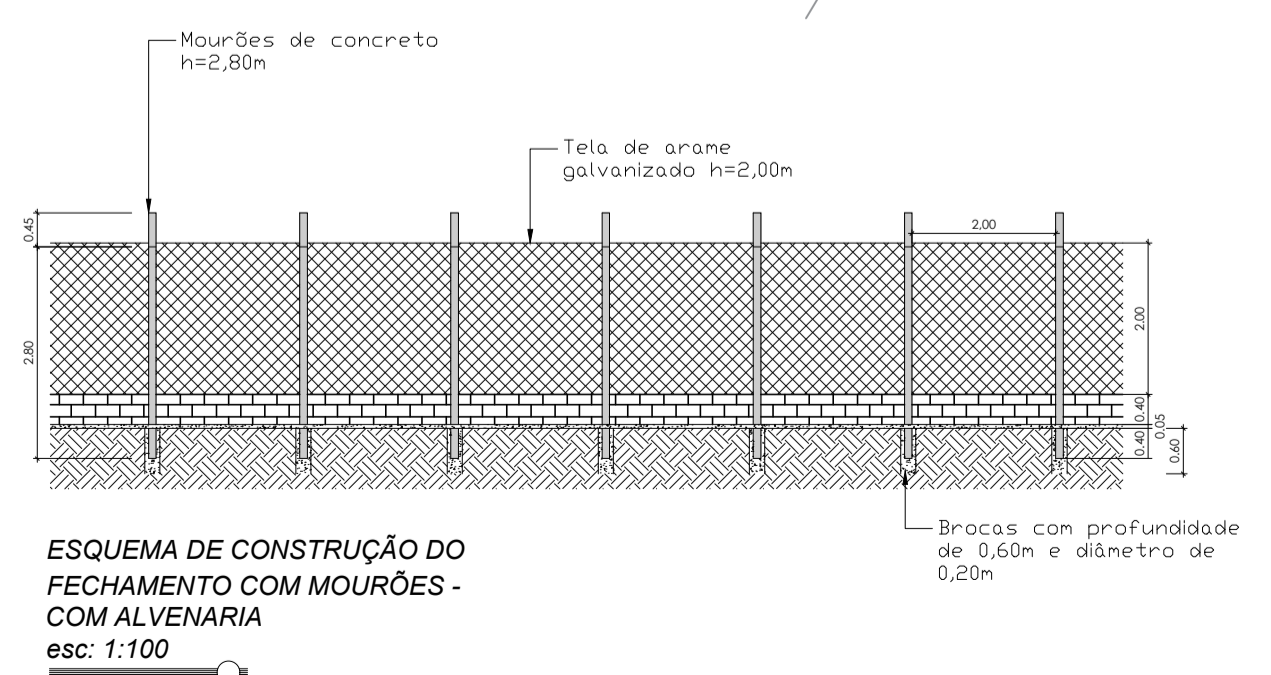 Mourões de concreto
h=2,80m
Tela de arame
galvanizado h=2,00m
0.45
2,00
2.80
2.00
0.40
0.05
0.40
0.60
Brocas com profundidade
de 0,60m e diâmetro de
0,20m
ESQUEMA DE CONSTRUÇÃO DO
FECHAMENTO COM MOURÕES -
COM ALVENARIA
esc: 1:100